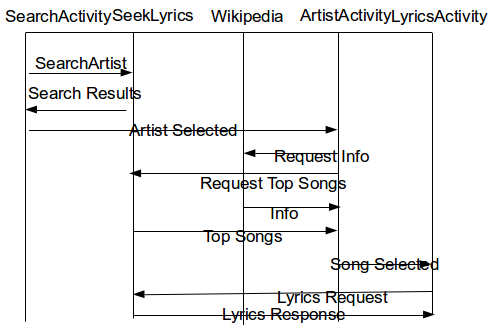 SearchActivity SeekLyrics Wikipedia ArtistActivity LyricsActivity
SearchArtist
Search Results
Artist Selected
Request Info
Request Top Songs
Info
Top Songs
Song Selected
Lyrics Request
Lyrics Response